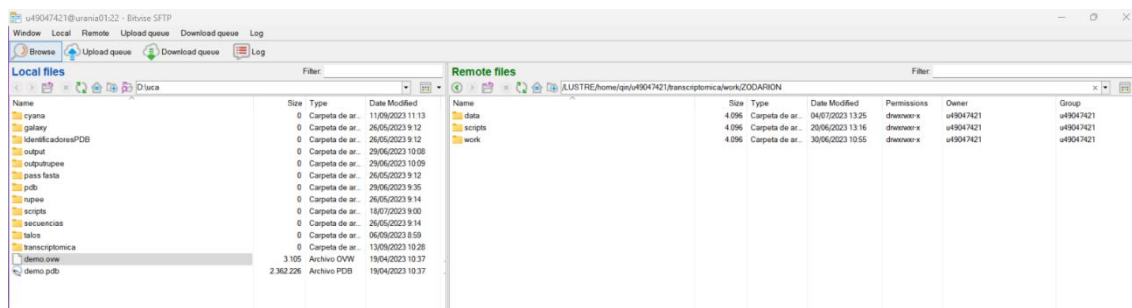 u49047421@urania01:22 - Bitvise SFTP
Window Local Remote Upload queue Download queue Log
Browse Upload queue Download queue Log
Local files Filter:
D:\uca
Name Size Type Date Modified
cyana 0 Carpeta de ar... 11/09/2023 11:13
galaxy 0 Carpeta de ar... 26/05/2023 9:12
IdentificadoresPDB 0 Carpeta de ar... 26/05/2023 9:12
output 0 Carpeta de ar... 29/06/2023 10:08
outputrupee 0 Carpeta de ar... 29/06/2023 10:09
pass fasta 0 Carpeta de ar... 26/05/2023 9:12
pdb 0 Carpeta de ar... 29/06/2023 9:35
rupee 0 Carpeta de ar... 26/05/2023 9:14
scripts 0 Carpeta de ar... 18/07/2023 9:00
secuencias 0 Carpeta de ar... 26/05/2023 9:14
talos 0 Carpeta de ar... 06/09/2023 8:59
transcriptomica 0 Carpeta de ar... 13/09/2023 10:28
demo.ovw 3.105 Archivo OVW 19/04/2023 10:37
demo.pdb 2.362.226 Archivo PDB 19/04/2023 10:37
Remote files Filter:
/LUSTRE/home/qin/u49047421/transcriptomica/work/ZODARION
Name Size Type Date Modified Permissions Owner Group
data 4.096 Carpeta de ar... 04/07/2023 13:25 drwxrwxr-x u49047421 u49047421
scripts 4.096 Carpeta de ar... 20/06/2023 13:16 drwxrwxr-x u49047421 u49047421
work 4.096 Carpeta de ar... 30/06/2023 10:55 drwxrwxr-x u49047421 u49047421